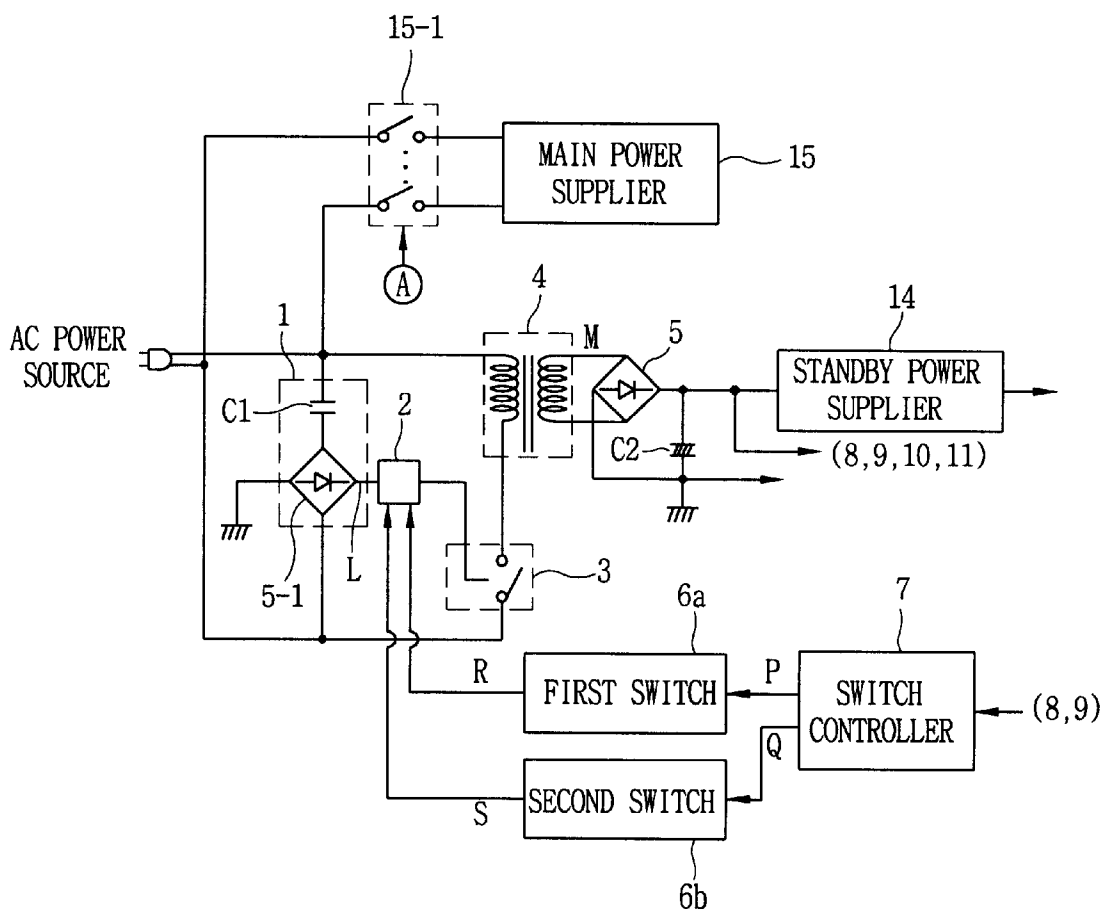 15-1
MAIN POWER
SUPPLIER
15
A
4
14
AC POWER
SOURCE
1
M
5
STANDBY POWER
SUPPLIER
C1
2
C2
(8,9,10,11)
L
5-1
3
6a
7
R
FIRST SWITCH
P
SWITCH
CONTROLLER
(8,9)
Q
S
SECOND SWITCH
6b